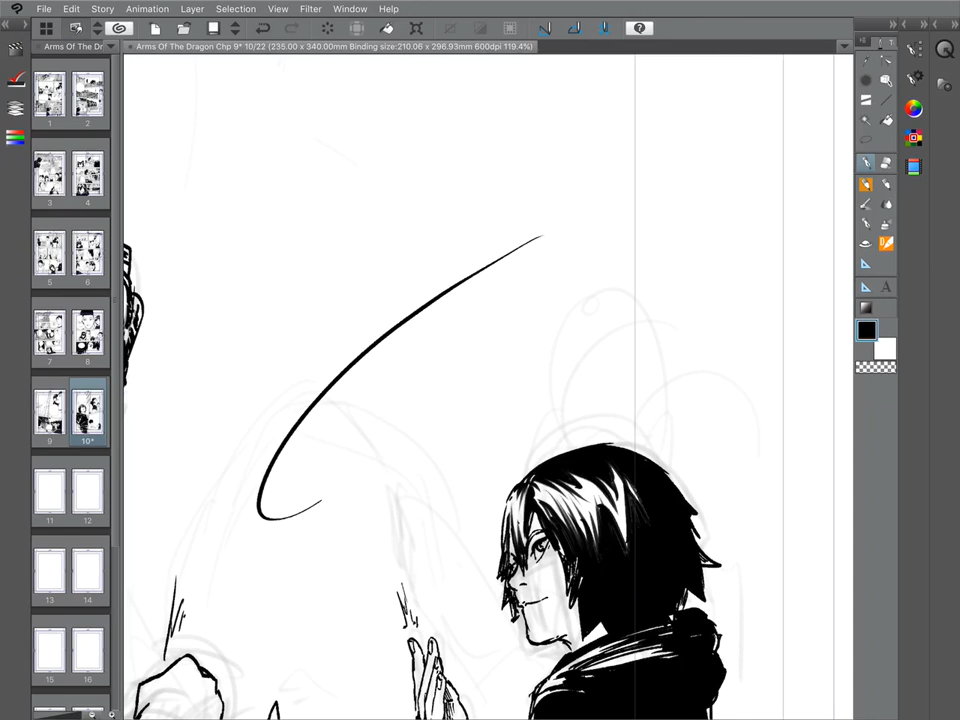 File Edit Story Animation Layer Selection View Filter Window Help
Arms Of The Dr
Arms Of The Dragon Chp 9* 10/22 (235.00 x 340.00mm Binding size:210.06 x 296.93mm 600dpi 119.4%)
1 2
3 4
5 6
7 8
9 10*
11 12
13 14
15 16
T
A